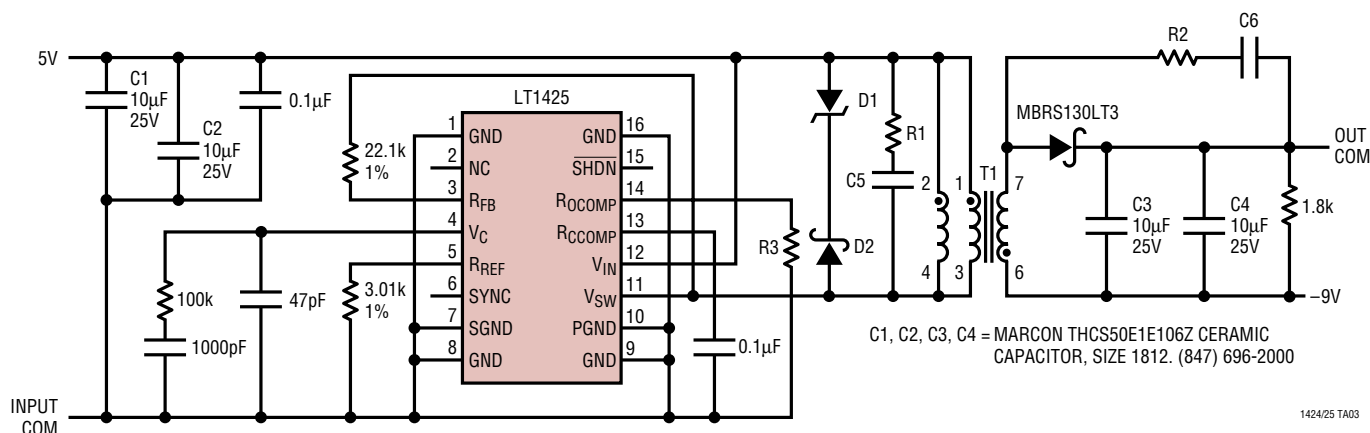 5V
C1
10µF
25V
C2
10µF
25V
0.1µF
22.1k
1%
LT1425
1
GND
2
NC
3
RFB
4
VC
5
RREF
6
SYNC
7
SGND
8
GND
16
GND
15
SHDN
14
ROCOMP
13
RCCOMP
12
VIN
11
VSW
10
PGND
9
GND
100k
1000pF
47pF
3.01k
1%
0.1µF
R3
D1
D2
R1
C5
2
4
1
3
T1
7
6
R2
C6
MBRS130LT3
C3
10µF
25V
C4
10µF
25V
1.8k
OUT
COM
–9V
INPUT
COM
C1, C2, C3, C4 = MARCON THCS50E1E106Z CERAMIC
CAPACITOR, SIZE 1812. (847) 696-2000
1424/25 TA03